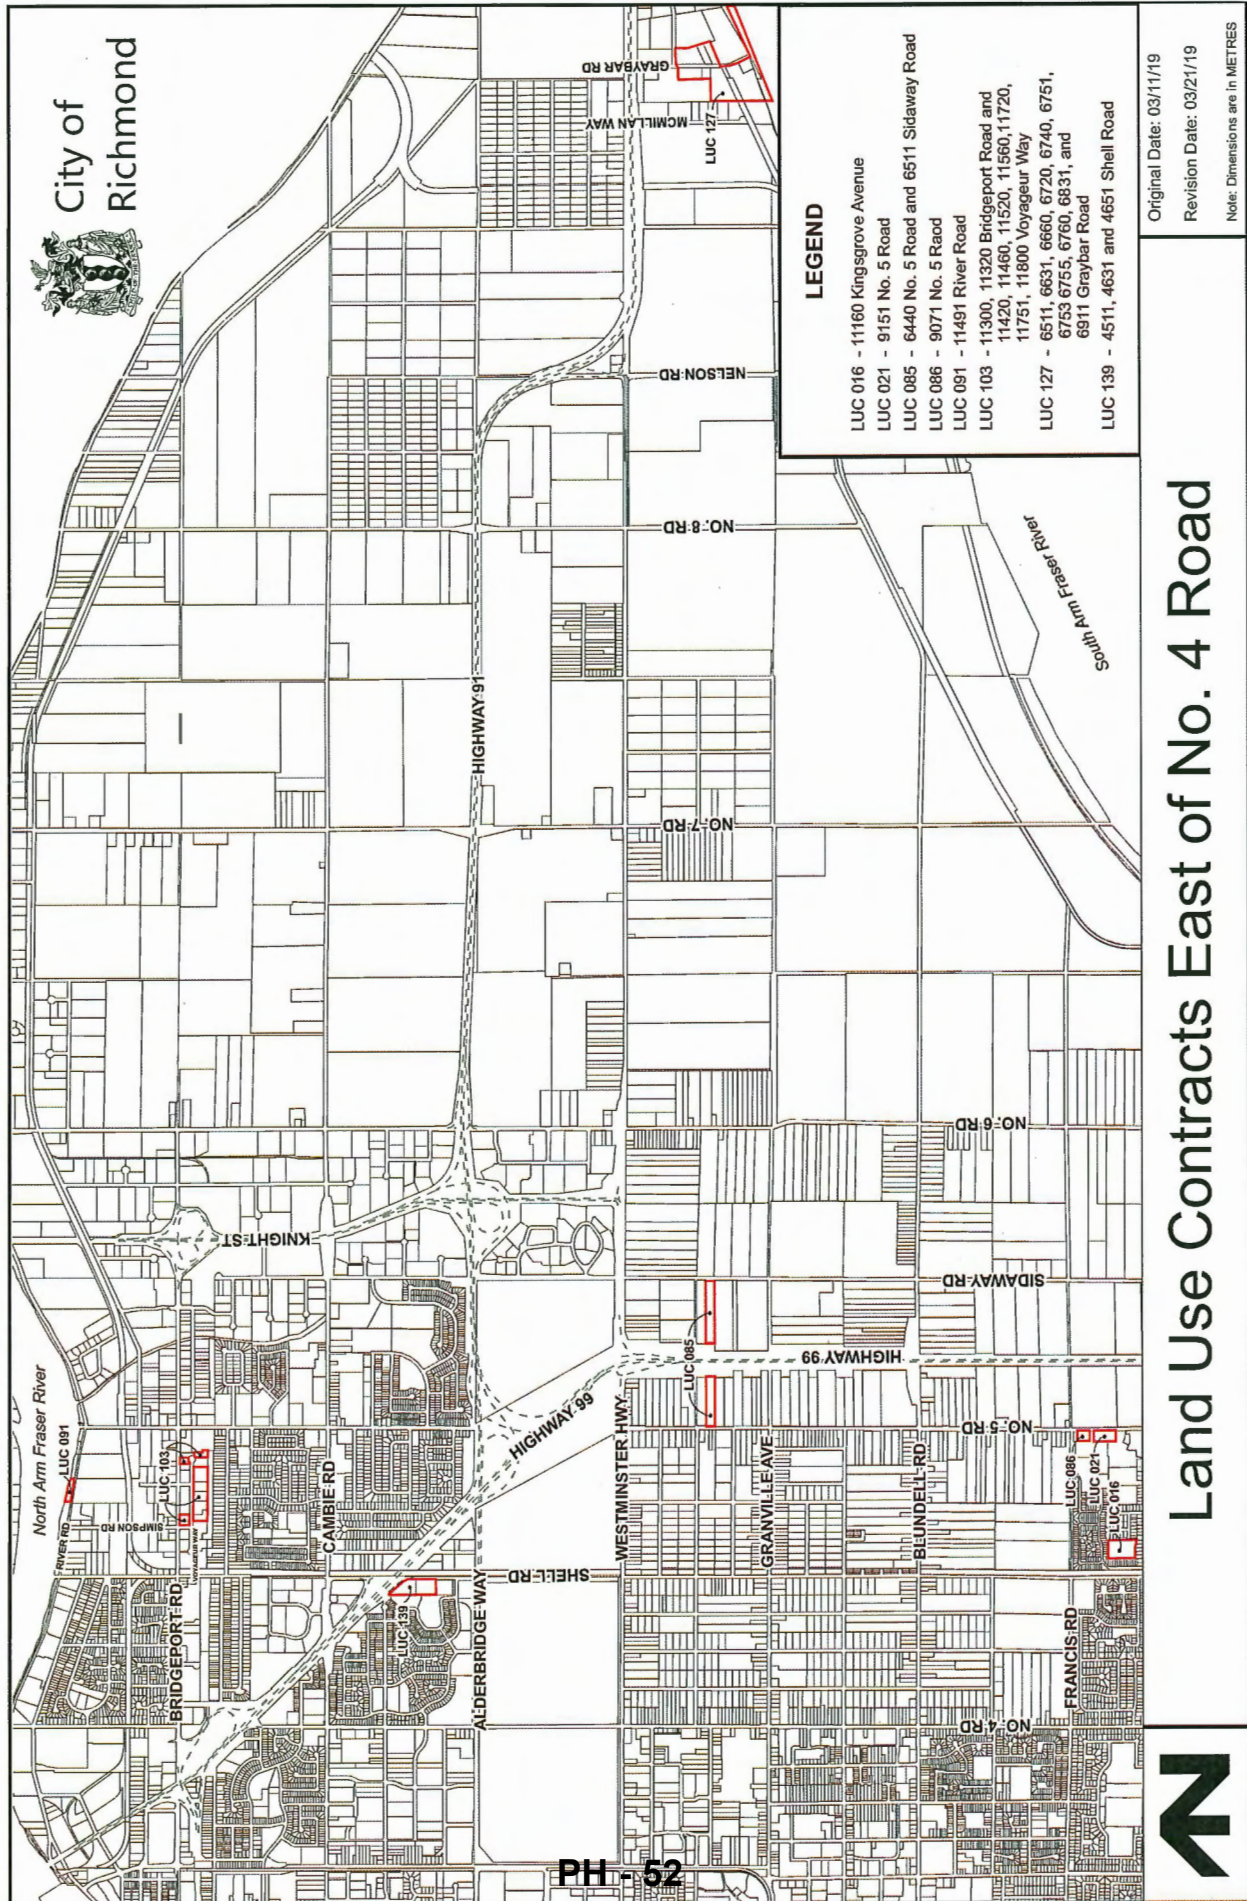 City of
Richmond
North Arm Fraser River
RIVER RD
LUC 091
SIMPSON RD
LUC 103
VOYAGEUR WAY
BRIDGEPORT RD
KNIGHT ST
CAMBIE RD
LUC 139
ALDERBRIDGE WAY
SHELL RD
HIGHWAY 99
HIGHWAY 91
WESTMINSTER HWY
NELSON RD
MCMILLAN WAY
GRAYBAR RD
LUC 127
NO. 8 RD
NO. 7 RD
NO. 6 RD
SIDAWAY RD
LUC 085
HIGHWAY 99
GRANVILLE AVE
NO. 5 RD
BLUNDELL RD
LUC 086
LUC 021
LUC 016
FRANCIS RD
NO. 4 RD
South Arm Fraser River
LEGEND
LUC 016 - 11160 Kingsgrove Avenue
LUC 021 - 9151 No. 5 Road
LUC 085 - 6440 No. 5 Road and 6511 Sidaway Road
LUC 086 - 9071 No. 5 Raod
LUC 091 - 11491 River Road
LUC 103 - 11300, 11320 Bridgeport Road and
11420, 11460, 11520, 11560,11720,
11751, 11800 Voyageur Way
LUC 127 - 6511, 6631, 6660, 6720, 6740, 6751,
6753 6755, 6760, 6831, and
6911 Graybar Road
LUC 139 - 4511, 4631 and 4651 Shell Road
Land Use Contracts East of No. 4 Road
Original Date: 03/11/19
Revision Date: 03/21/19
Note: Dimensions are in METRES
PH - 52